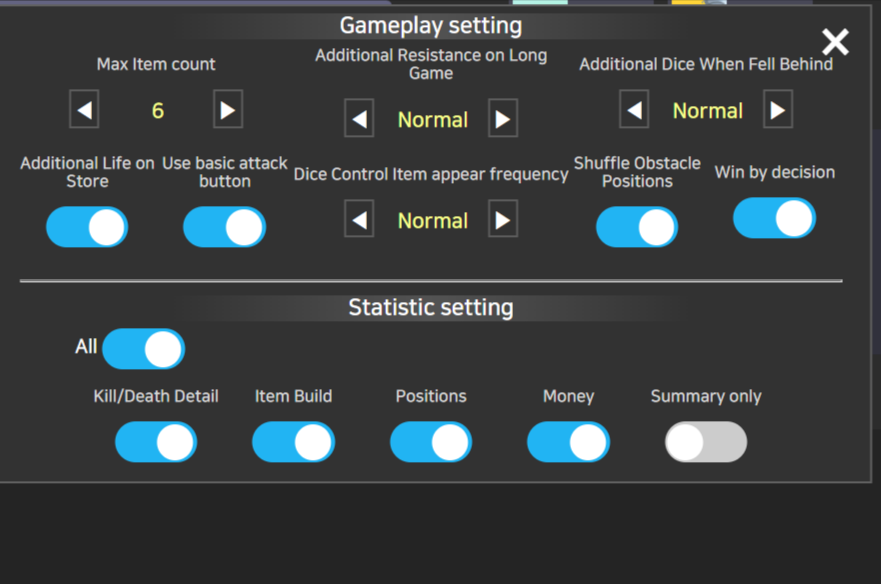 Gameplay setting
Max Item count
Additional Resistance on Long
Game
Additional Dice When Fell Behind
6
Normal
Normal
Additional Life on
Store
Use basic attack
button
Dice Control Item appear frequency
Shuffle Obstacle
Positions
Win by decision
Normal
Statistic setting
All
Kill/Death Detail
Item Build
Positions
Money
Summary only